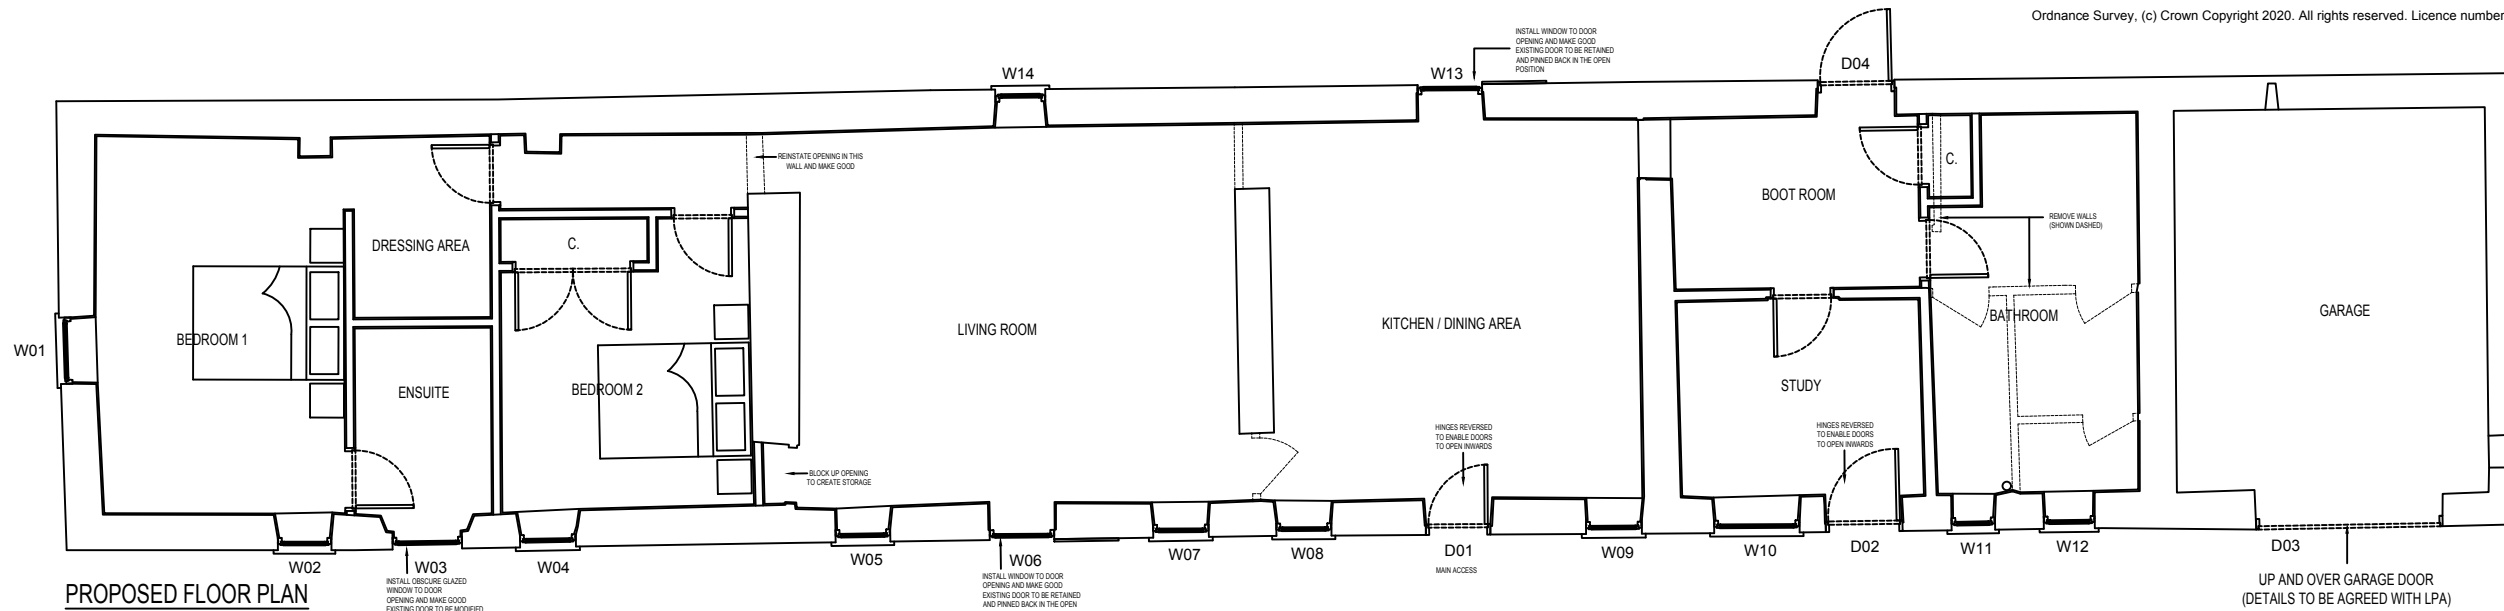 Ordnance Survey, (c) Crown Copyright 2020. All rights reserved. Licence number
INSTALL WINDOW TO DOOR
OPENING AND MAKE GOOD
EXISTING DOOR TO BE RETAINED
AND PINNED BACK IN THE OPEN
POSITION
W14
W13
D04
REINSTATE OPENING IN THIS
WALL AND MAKE GOOD
C.
BOOT ROOM
REMOVE WALLS
(SHOWN DASHED)
DRESSING AREA
C.
W01
BEDROOM 1
LIVING ROOM
KITCHEN / DINING AREA
BATHROOM
GARAGE
ENSUITE
BEDROOM 2
STUDY
HINGES REVERSED
TO ENABLE DOORS
TO OPEN INWARDS
HINGES REVERSED
TO ENABLE DOORS
TO OPEN INWARDS
BLOCK UP OPENING
TO CREATE STORAGE
W02
W03
W04
W05
W06
W07
W08
D01
W09
W10
D02
W11
W12
D03
MAIN ACCESS
INSTALL OBSCURE GLAZED
WINDOW TO DOOR
OPENING AND MAKE GOOD
EXISTING DOOR TO BE MODIFIED
INSTALL WINDOW TO DOOR
OPENING AND MAKE GOOD
EXISTING DOOR TO BE RETAINED
AND PINNED BACK IN THE OPEN
UP AND OVER GARAGE DOOR
(DETAILS TO BE AGREED WITH LPA)
PROPOSED FLOOR PLAN